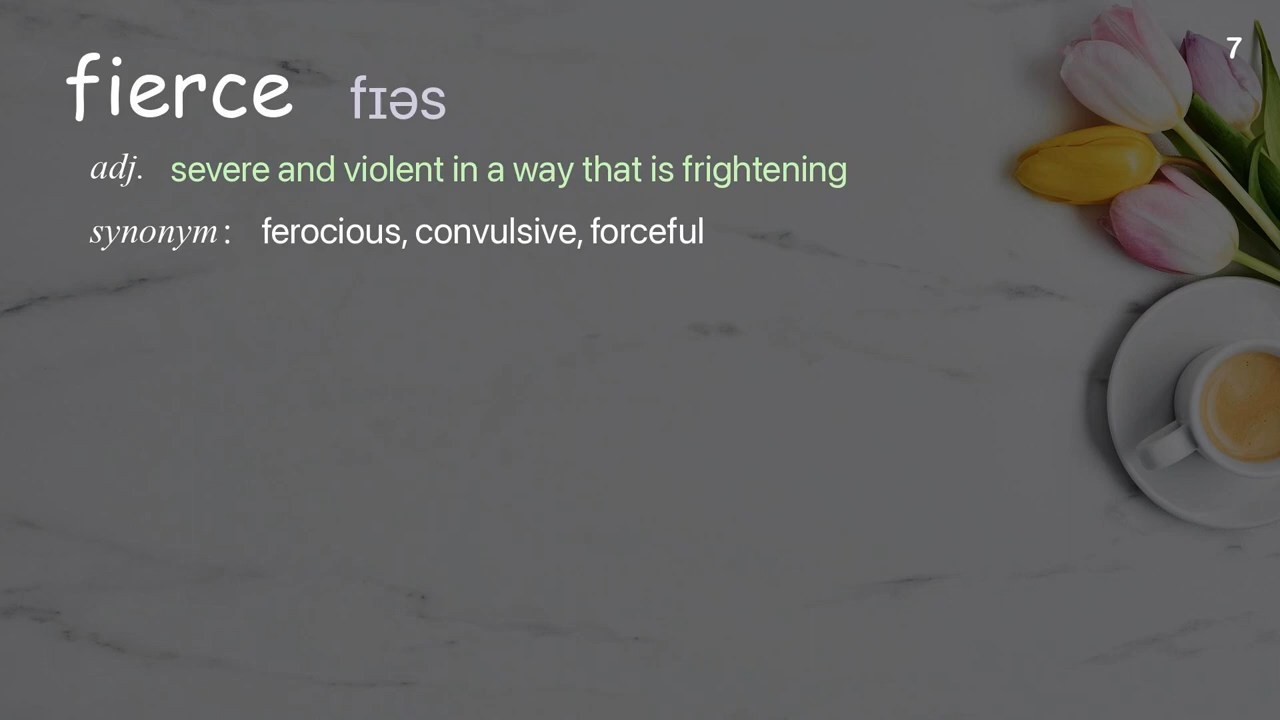 7
fierce fɪəs
adj. severe and violent in a way that is frightening
synonym: ferocious, convulsive, forceful